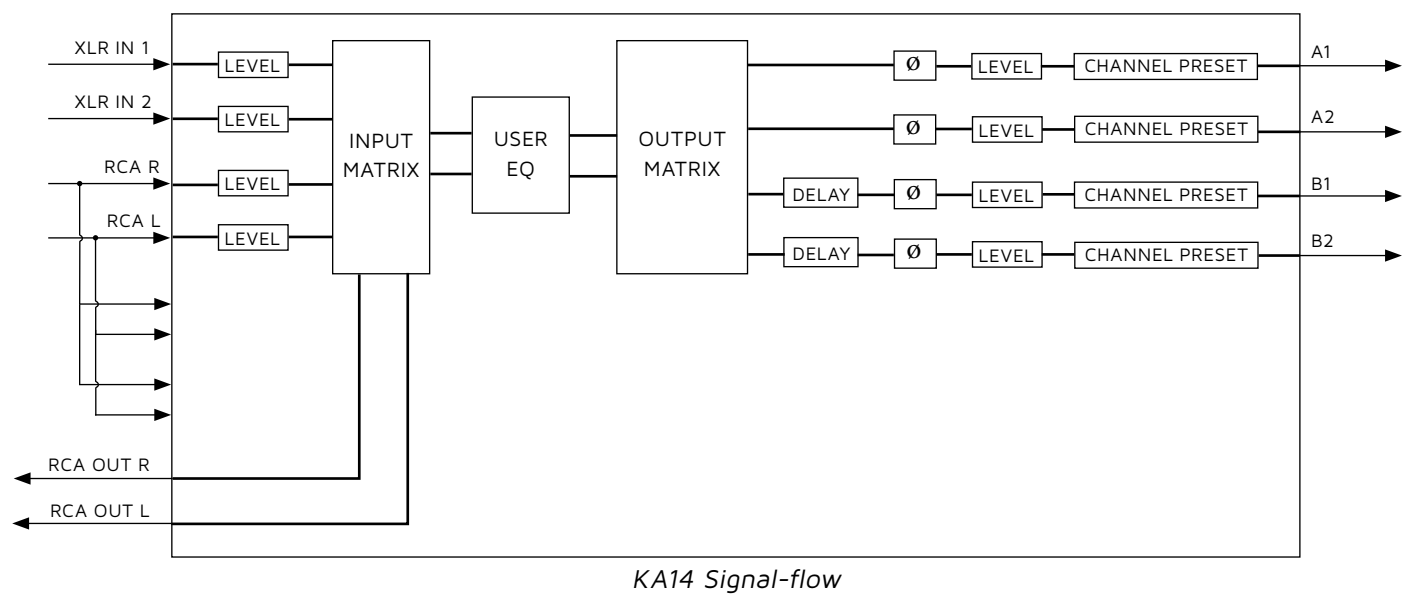 XLR IN 1
LEVEL
XLR IN 2
LEVEL
RCA R
LEVEL
RCA L
LEVEL
INPUT
MATRIX
USER
EQ
OUTPUT
MATRIX
Ø
LEVEL
CHANNEL PRESET
A1
Ø
LEVEL
CHANNEL PRESET
A2
DELAY
Ø
LEVEL
CHANNEL PRESET
B1
DELAY
Ø
LEVEL
CHANNEL PRESET
B2
RCA OUT R
RCA OUT L
KA14 Signal-flow